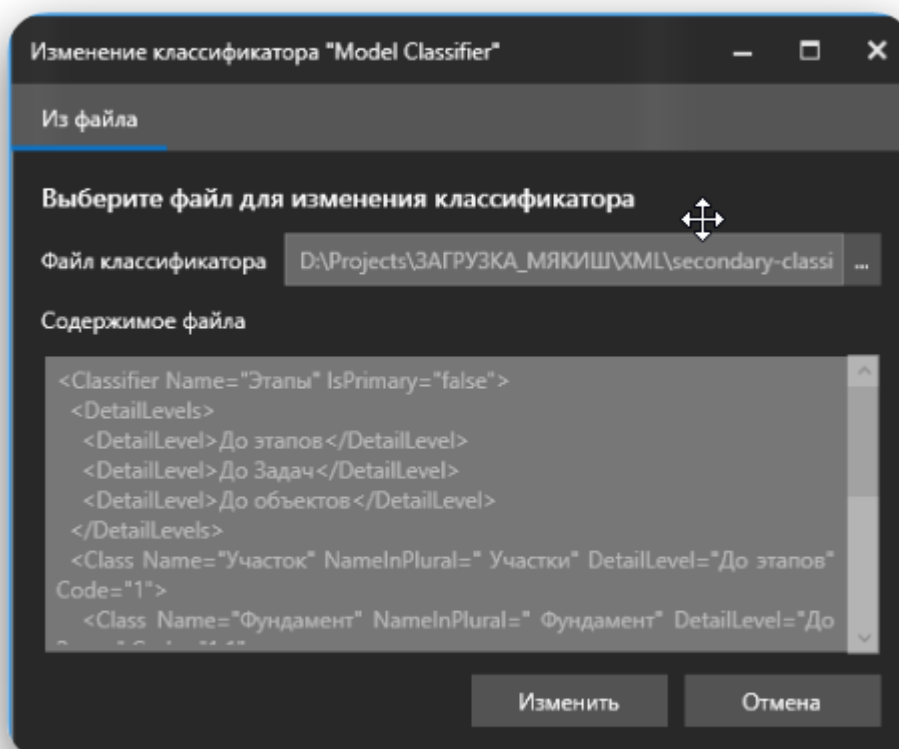 Изменение классификатора "Model Classifier"
Из файла
Выберите файл для изменения классификатора
Файл классификатора D:\Projects\ЗАГРУЗКА_МЯКИШ\XML\secondary-classi ...
Содержимое файла
<Classifier Name="Этапы" IsPrimary="false">
<DetailLevels>
<DetailLevel>До этапов</DetailLevel>
<DetailLevel>До Задач</DetailLevel>
<DetailLevel>До объектов</DetailLevel>
</DetailLevels>
<Class Name="Участок" NameInPlural=" Участки" DetailLevel="До этапов"
Code="1">
<Class Name="Фундамент" NameInPlural=" Фундамент" DetailLevel="До
Изменить Отмена